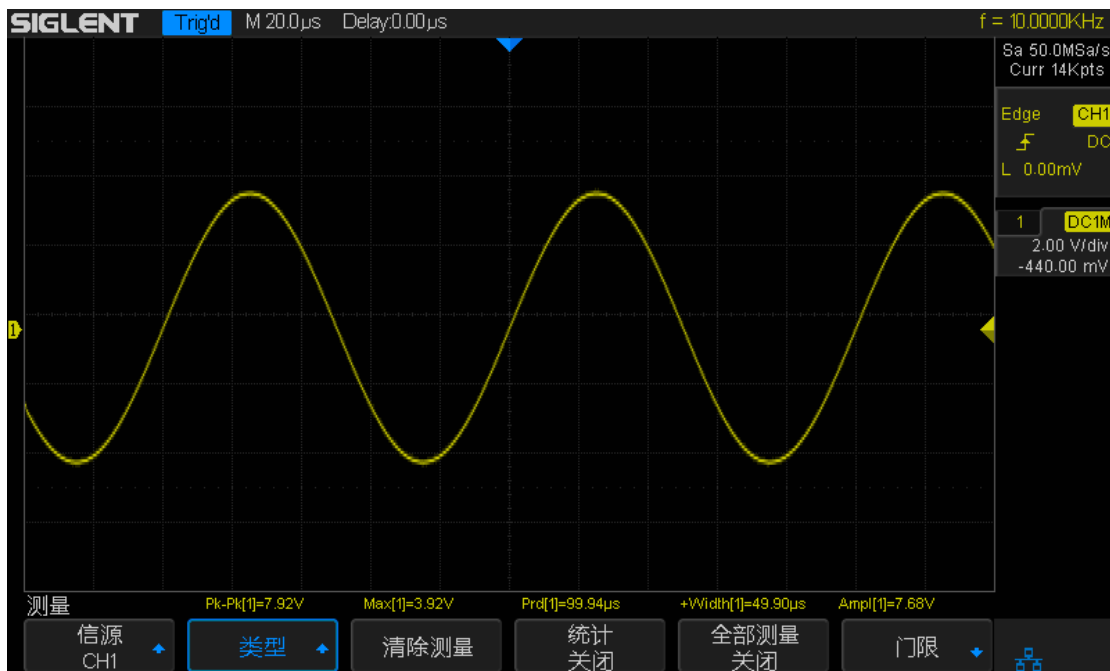 SIGLENT Trig'd M 20.0μs Delay:0.00μs f = 10.0000KHz
Sa 50.0MSa/s
Curr 14Kpts
Edge CH1
DC
L 0.00mV
1 DC1M
2.00 V/div
-440.00 mV
1
测量 Pk-Pk[1]=7.92V Max[1]=3.92V Prd[1]=99.94μs +Width[1]=49.90μs Ampl[1]=7.68V
信源
CH1
类型
清除测量
统计
关闭
全部测量
关闭
门限